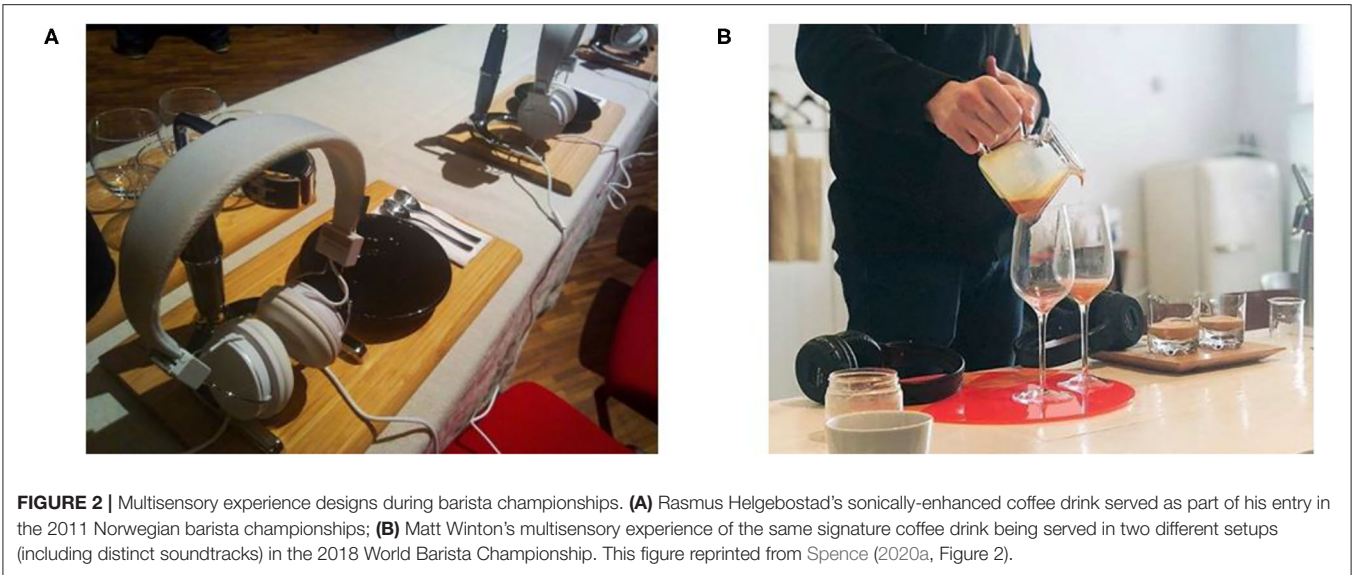 A
B
FIGURE 2 | Multisensory experience designs during barista championships. (A) Rasmus Helgebostad's sonically-enhanced coffee drink served as part of his entry in
the 2011 Norwegian barista championships; (B) Matt Winton's multisensory experience of the same signature coffee drink being served in two different setups
(including distinct soundtracks) in the 2018 World Barista Championship. This figure reprinted from Spence (2020a, Figure 2).